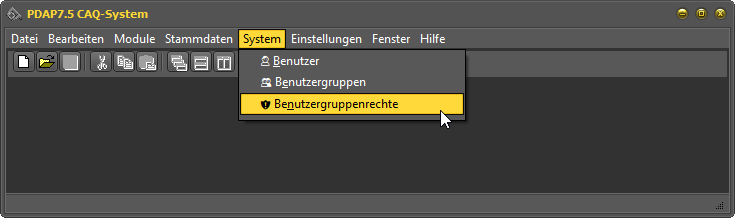 PDAP7.5 CAQ-System
Datei Bearbeiten Module Stammdaten System Einstellungen Fenster Hilfe
Benutzer
Benutzergruppen
Benutzergruppenrechte